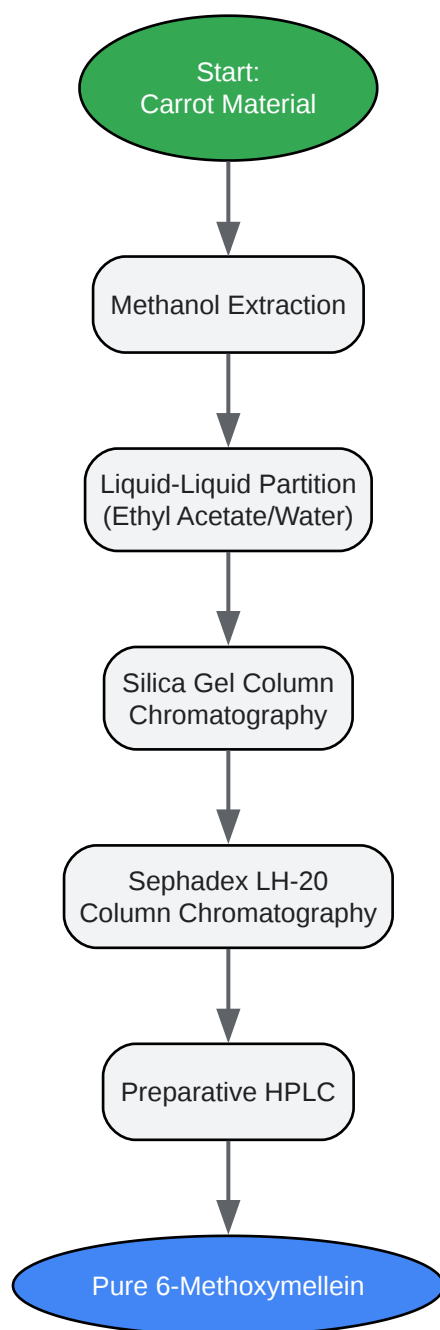 Start:
Carrot Material
Methanol Extraction
Liquid-Liquid Partition
(Ethyl Acetate/Water)
Silica Gel Column
Chromatography
Sephadex LH-20
Column Chromatography
Preparative HPLC
Pure 6-Methoxymellein